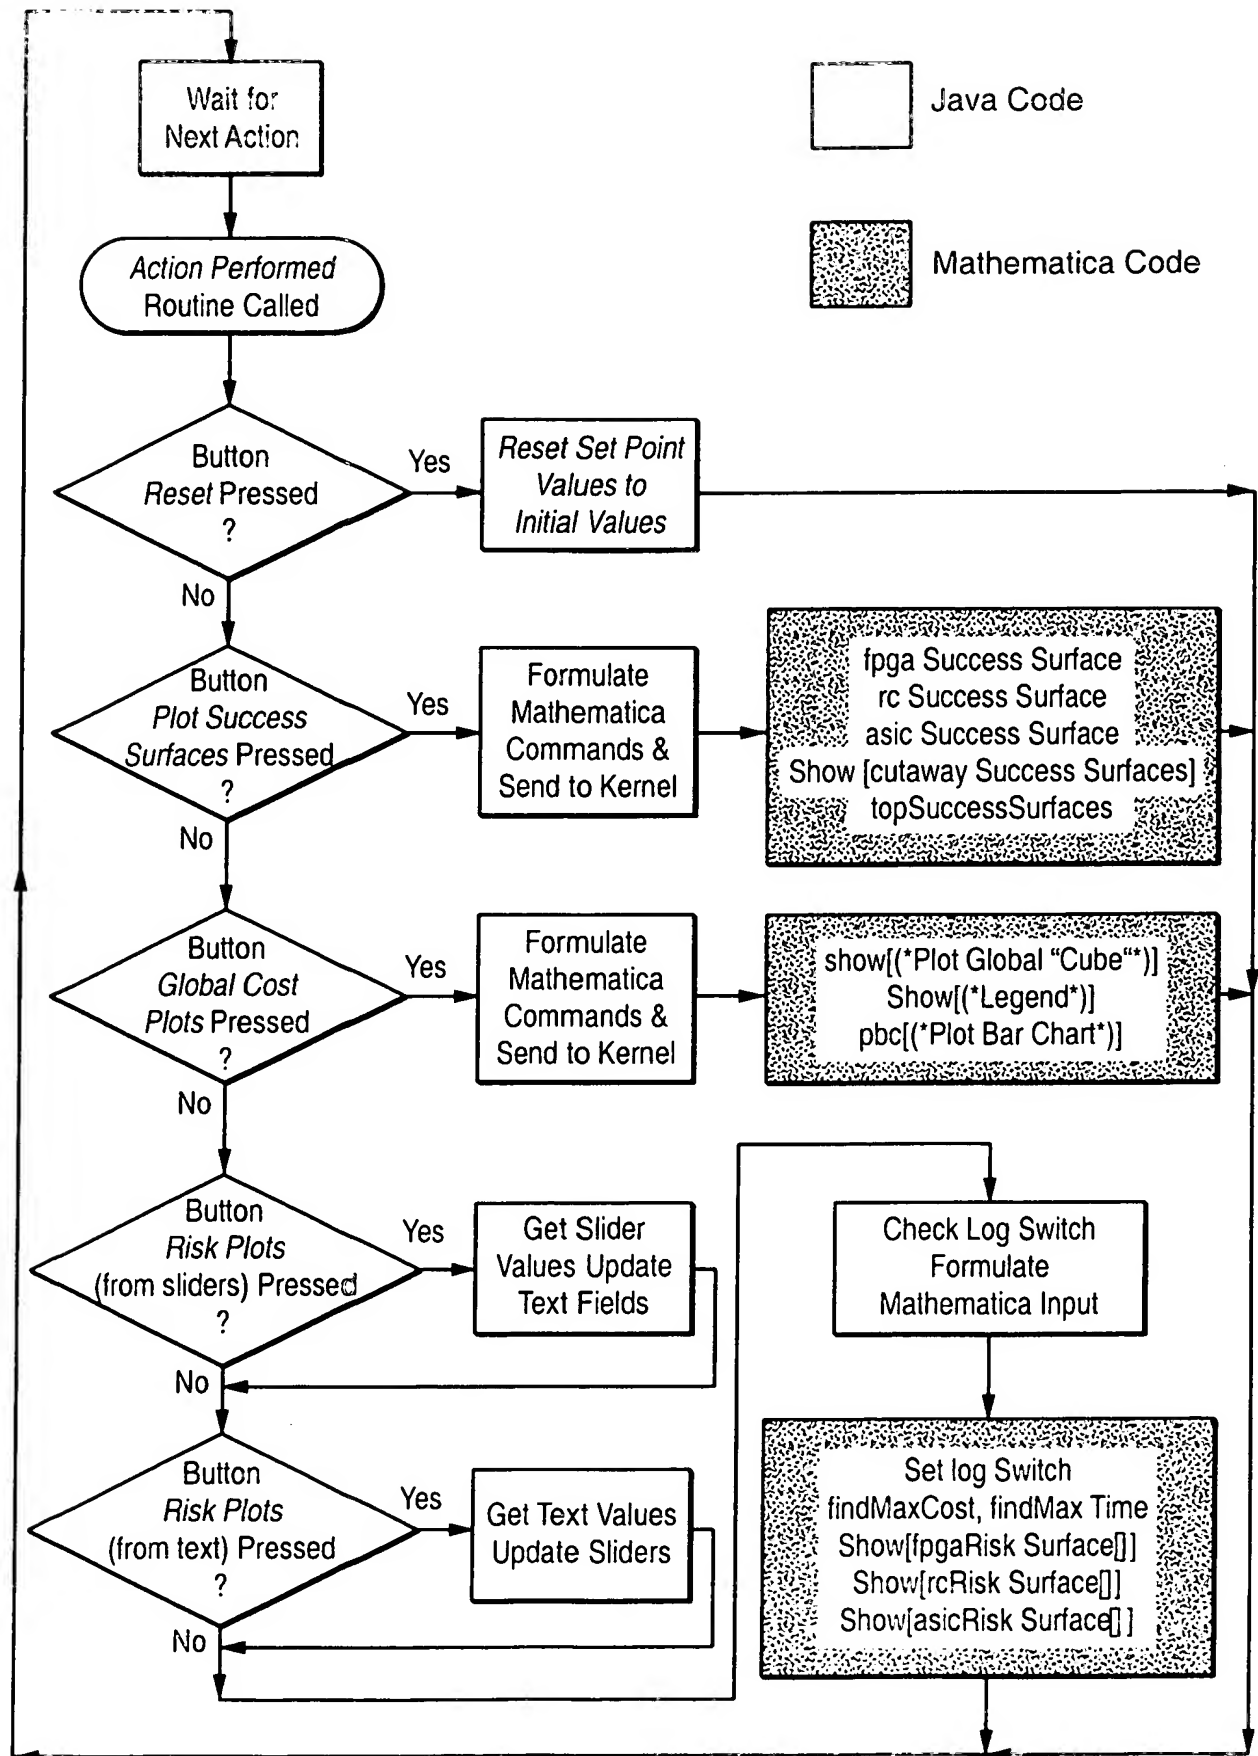 Wait for
Next Action
Java Code
Mathematica Code
Action Performed
Routine Called
Button
Reset Pressed
?
Yes
Reset Set Point
Values to
Initial Values
No
Button
Plot Success
Surfaces Pressed
?
Yes
Formulate
Mathematica
Commands &
Send to Kernel
fpga Success Surface
rc Success Surface
asic Success Surface
Show [cutaway Success Surfaces]
topSuccessSurfaces
No
Button
Global Cost
Plots Pressed
?
Yes
Formulate
Mathematica
Commands &
Send to Kernel
show[(*Plot Global “Cube“*)]
Show[(*Legend*)]
pbc[(*Plot Bar Chart*)]
No
Button
Risk Plots
(from sliders) Pressed
?
Yes
Get Slider
Values Update
Text Fields
Check Log Switch
Formulate
Mathematica Input
No
Button
Risk Plots
(from text) Pressed
?
Yes
Get Text Values
Update Sliders
Set log Switch
findMaxCost, findMax Time
Show[fpgaRisk Surface[]]
Show[rcRisk Surface[]]
Show[asicRisk Surface[] ]
No